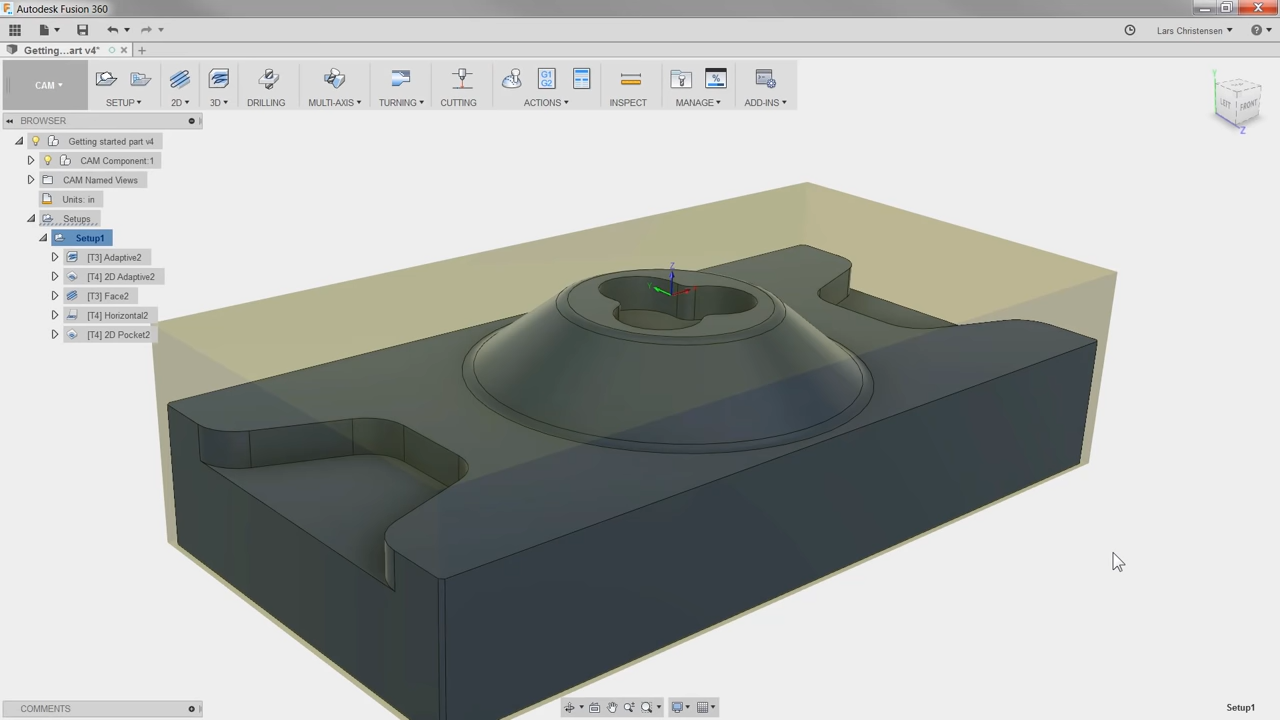 Autodesk Fusion 360
Lars Christensen
Getting...art v4*
CAM
SETUP
2D
3D
DRILLING
MULTI-AXIS
TURNING
CUTTING
G1
G2
ACTIONS
INSPECT
MANAGE
ADD-INS
BROWSER
Getting started part v4
CAM Component:1
CAM Named Views
Units: in
Setups
Setup1
[T3] Adaptive2
[T4] 2D Adaptive2
[T3] Face2
[T4] Horizontal2
[T4] 2D Pocket2
Y
LEFT
FRONT
Z
Z
Y
COMMENTS
Setup1